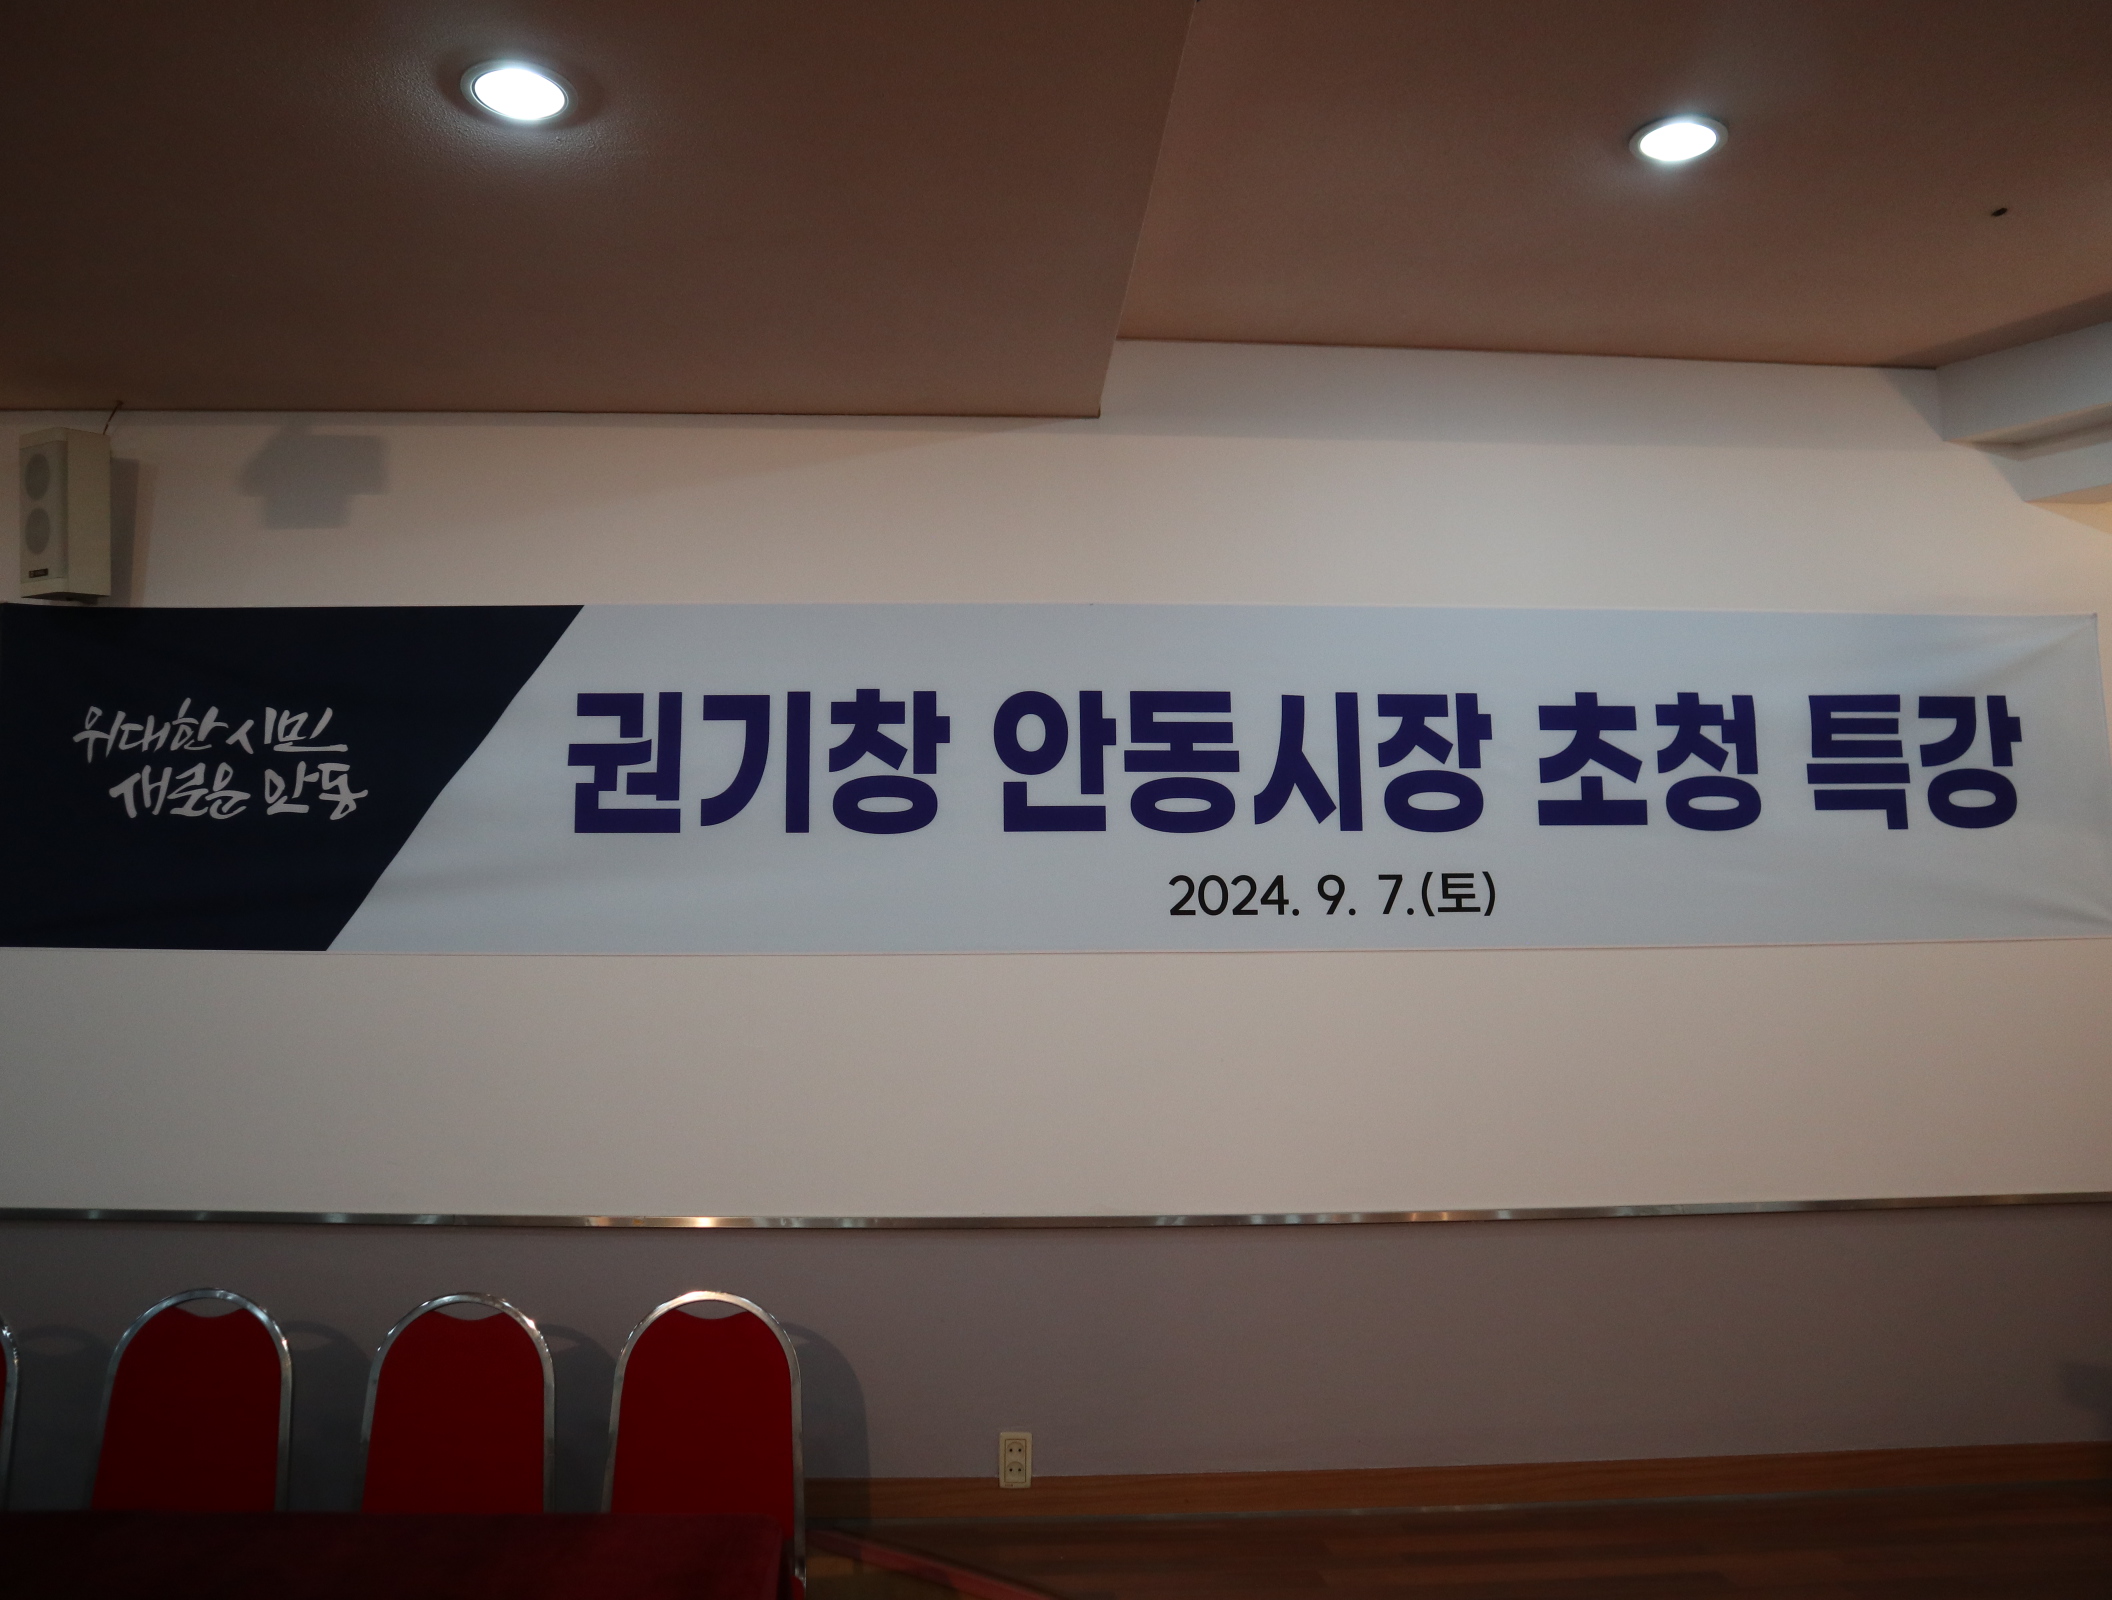 위대한 시민
새로운 안동
권기창 안동시장 초청 특강
2024. 9. 7.(토)